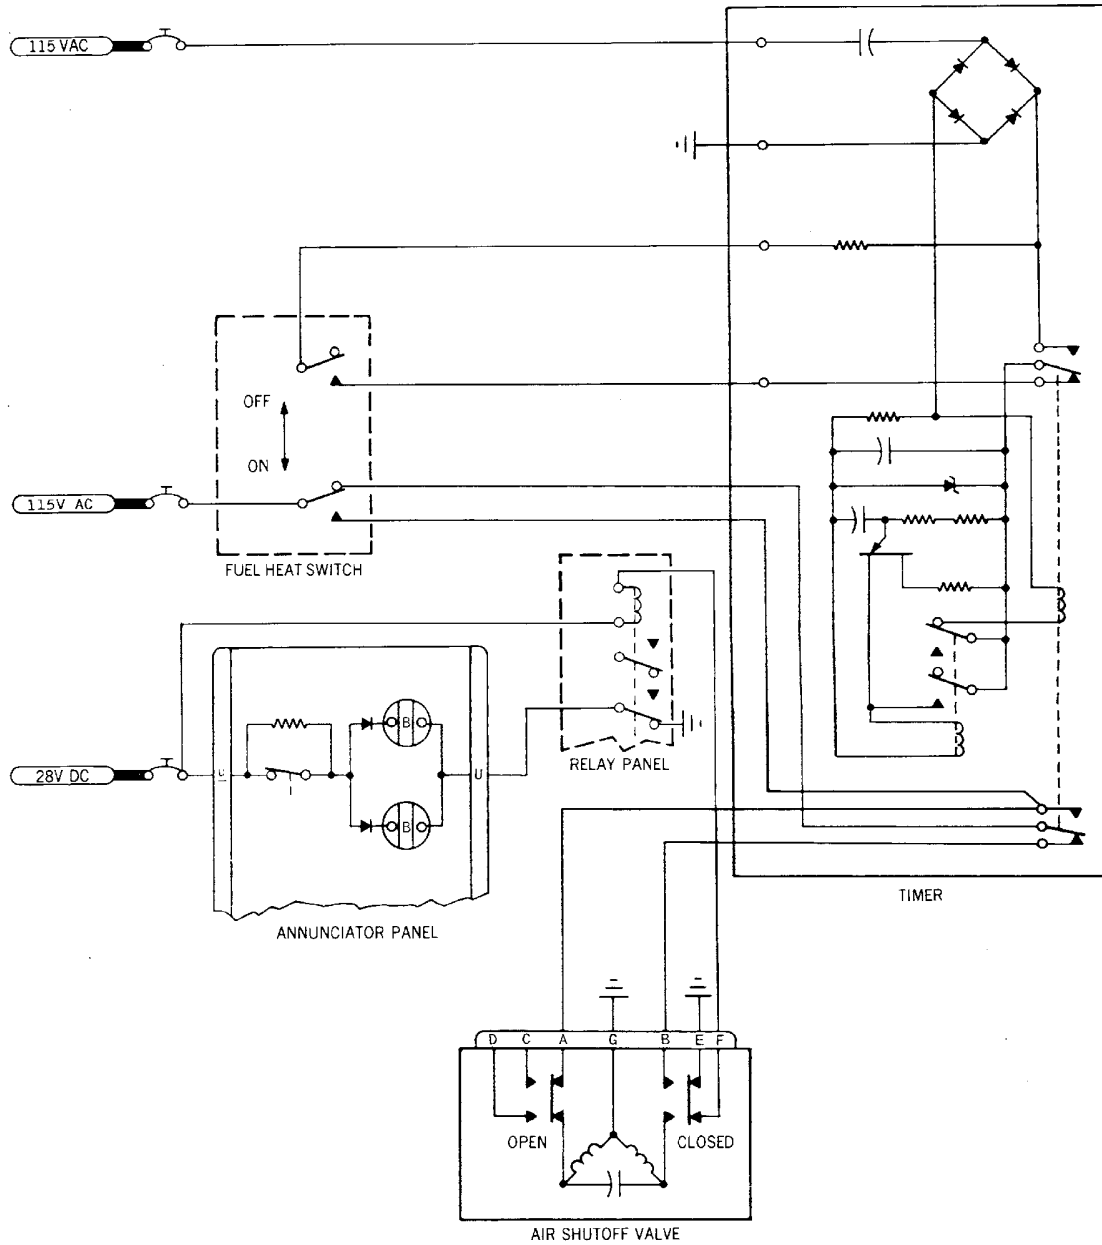 115 VAC
OFF
ON
115V AC
FUEL HEAT SWITCH
B
RELAY PANEL
28V DC
U
B
TIMER
ANNUNCIATOR PANEL
D C A G B E F
OPEN
CLOSED
AIR SHUTOFF VALVE